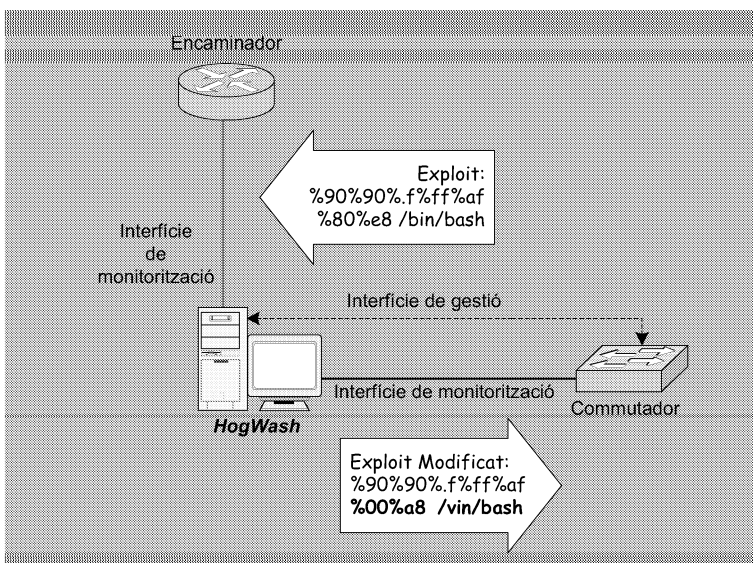 Encaminador
Exploit:
%90%90%.f%ff%af
%80%e8 /bin/bash
Interfície
de
monitorització
Interfície de gestió
Interfície de monitorització
Commutador
HogWash
Exploit Modificat:
%90%90%.f%ff%af
%00%a8 /vin/bash